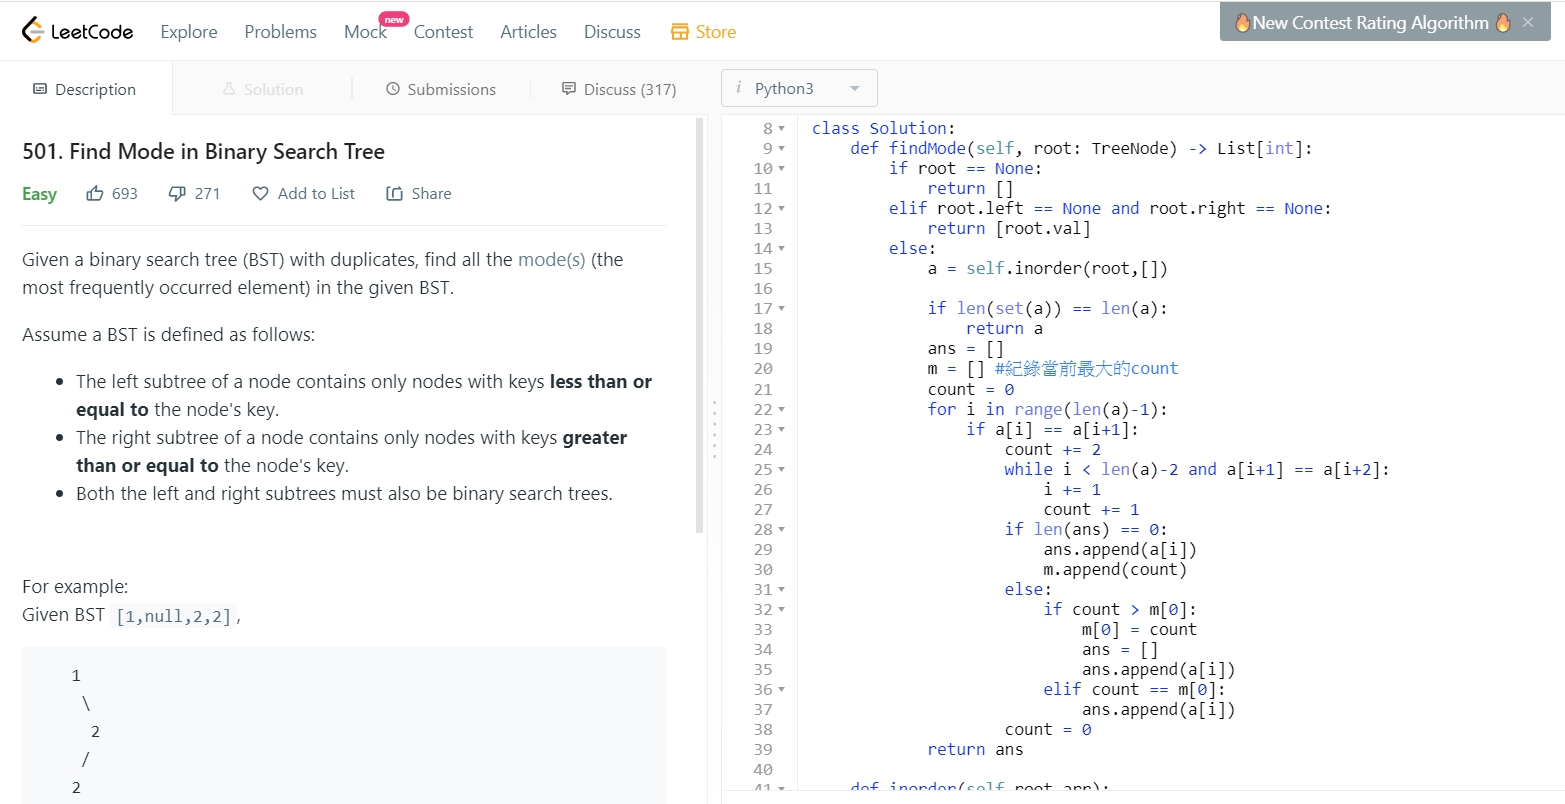 LeetCode Explore Problems Mock new Contest Articles Discuss Store
🔥New Contest Rating Algorithm 🔥 ×
Description Solution Submissions Discuss (317)
501. Find Mode in Binary Search Tree
Easy 693 271 Add to List Share
Given a binary search tree (BST) with duplicates, find all the mode(s) (the
most frequently occurred element) in the given BST.
Assume a BST is defined as follows:
• The left subtree of a node contains only nodes with keys less than or
equal to the node's key.
• The right subtree of a node contains only nodes with keys greater
than or equal to the node's key.
• Both the left and right subtrees must also be binary search trees.
For example:
Given BST [1,null,2,2],
1
\
2
/
2
i Python3
8 class Solution:
9 def findMode(self, root: TreeNode) -> List[int]:
10 if root == None:
11 return []
12 elif root.left == None and root.right == None:
13 return [root.val]
14 else:
15 a = self.inorder(root,[])
16
17 if len(set(a)) == len(a):
18 return a
19 ans = []
20 m = [] #紀錄當前最大的count
21 count = 0
22 for i in range(len(a)-1):
23 if a[i] == a[i+1]:
24 count += 2
25 while i < len(a)-2 and a[i+1] == a[i+2]:
26 i += 1
27 count += 1
28 if len(ans) == 0:
29 ans.append(a[i])
30 m.append(count)
31 else:
32 if count > m[0]:
33 m[0] = count
34 ans = []
35 ans.append(a[i])
36 elif count == m[0]:
37 ans.append(a[i])
38 count = 0
39 return ans
40
41 def inorder(self,root,arr):